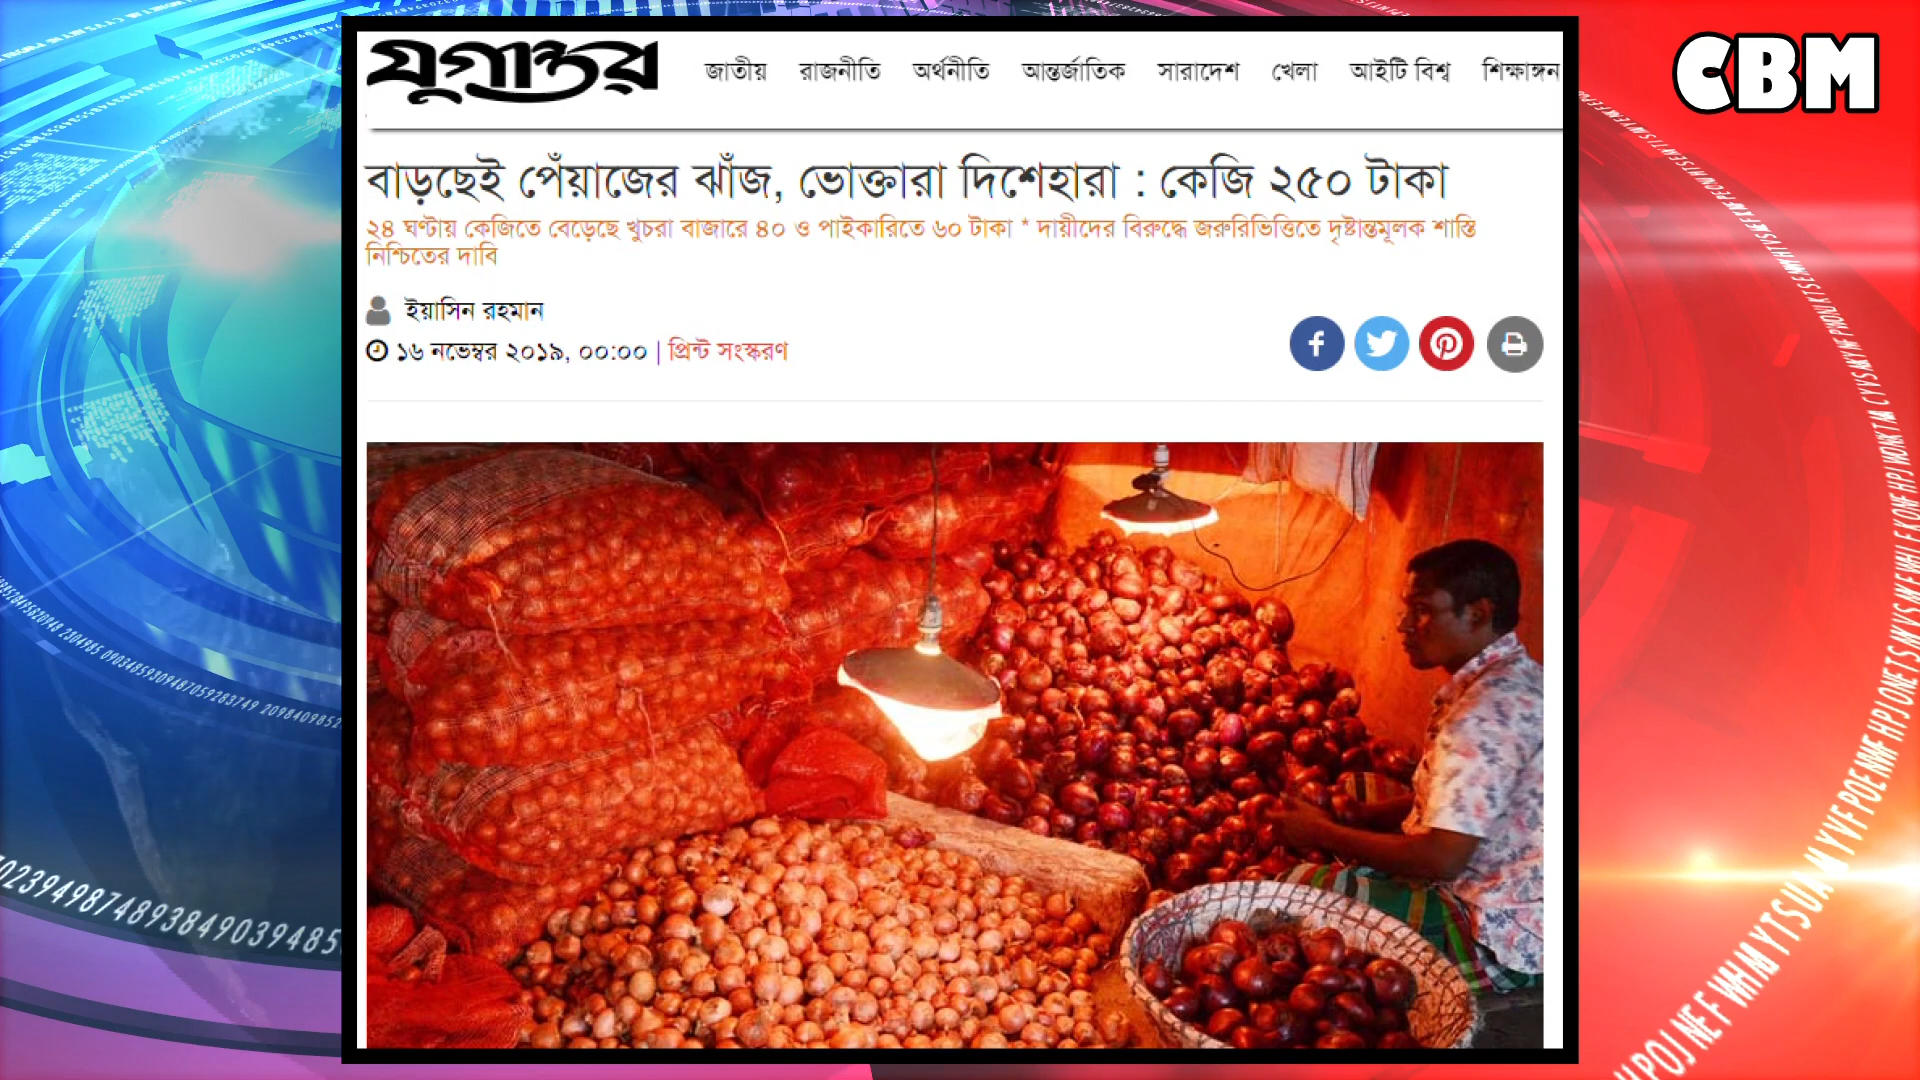 যুগান্তর
জাতীয় রাজনীতি অর্থনীতি আন্তর্জাতিক সারাদেশ খেলা আইটি বিশ্ব শিক্ষাঙ্গন
CBM
বাড়ছেই পেঁয়াজের ঝাঁজ, ভোক্তারা দিশেহারা : কেজি ২৫০ টাকা
২৪ ঘণ্টায় কেজিতে বেড়েছে খুচরা বাজারে ৪০ ও পাইকারিতে ৬০ টাকা * দায়ীদের বিরুদ্ধে জরুরিভিত্তিতে দৃষ্টান্তমূলক শাস্তি
নিশ্চিতের দাবি
ইয়াসিন রহমান
১৬ নভেম্বর ২০১৯, ০০:০০ | প্রিন্ট সংস্করণ